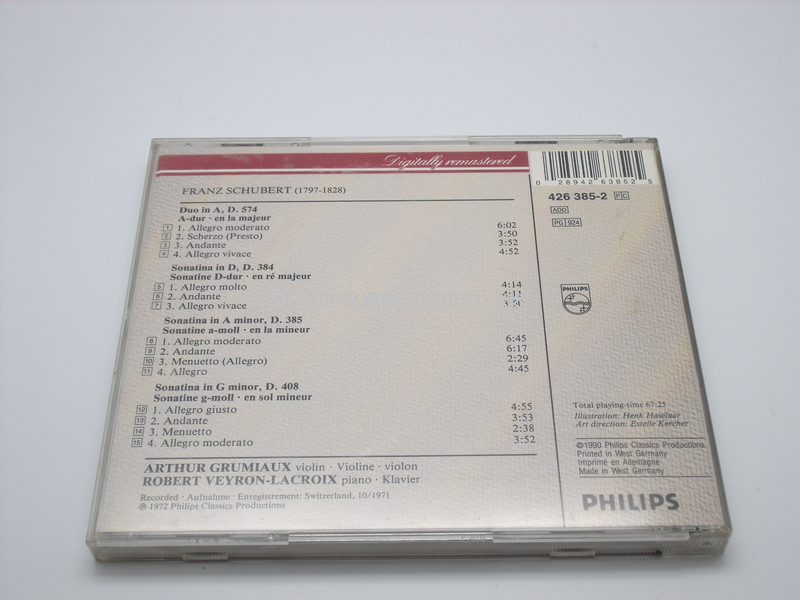 Digitally remastered
FRANZ SCHUBERT (1797-1828)
Duo in A, D. 574
A-dur · en la majeur
1 1. Allegro moderato 6:02
2 2. Scherzo (Presto) 3:50
3 3. Andante 3:52
4 4. Allegro vivace 4:52
Sonatina in D, D. 384
Sonatine D-dur · en ré majeur
5 1. Allegro molto 4:14
6 2. Andante 4:11
7 3. Allegro vivace
Sonatina in A minor, D. 385
Sonatine a-moll · en la mineur
8 1. Allegro moderato 6:45
9 2. Andante 6:17
10 3. Menuetto (Allegro) 2:29
11 4. Allegro 4:45
Sonatina in G minor, D. 408
Sonatine g-moll · en sol mineur
12 1. Allegro giusto 4:55
13 2. Andante 3:53
14 3. Menuetto 2:38
15 4. Allegro moderato 3:52
ARTHUR GRUMIAUX violin · Violine · violon
ROBERT VEYRON-LACROIX piano · Klavier
Recorded · Aufnahme · Enregistrement: Switzerland, 10/1971
℗ 1972 Philips Classics Productions
0 28942 63852 5
426 385-2 PC
ADD
PG 924
PHILIPS
Total playing-time 67:25
Illustration: Henk Haselaar
Art direction: Estelle Kercher
©1990 Philips Classics Productions
Printed in West Germany
Imprimé en Allemagne
Made in West Germany
PHILIPS